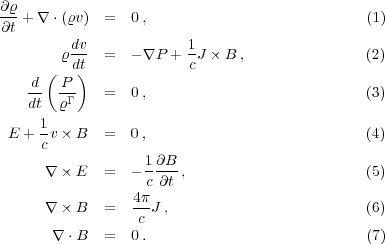 ∂ϱ/∂t + ∇ · (ϱv) = 0 , (1)
ϱ dv/dt = −∇P + 1/c J × B , (2)
d/dt (P/ϱ^Γ) = 0 , (3)
E + 1/c v × B = 0 , (4)
∇ × E = − 1/c ∂B/∂t , (5)
∇ × B = 4π/c J , (6)
∇ · B = 0 . (7)